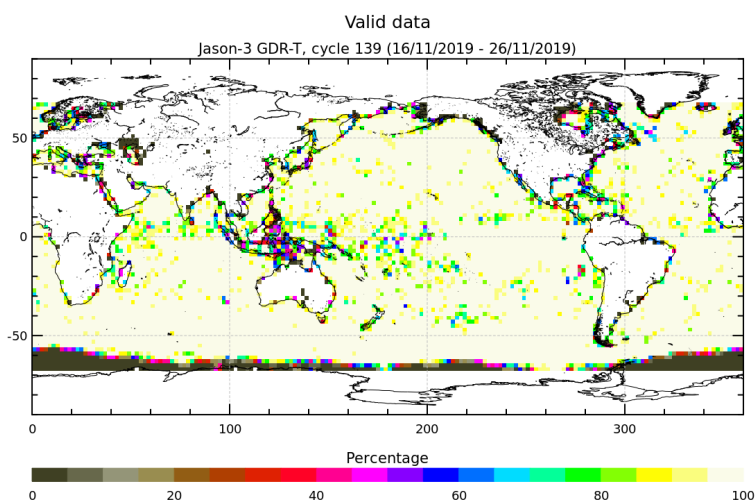 Valid data
Jason-3 GDR-T, cycle 139 (16/11/2019 - 26/11/2019)
50
0
-50
0 100 200 300
Percentage
0 20 40 60 80 100